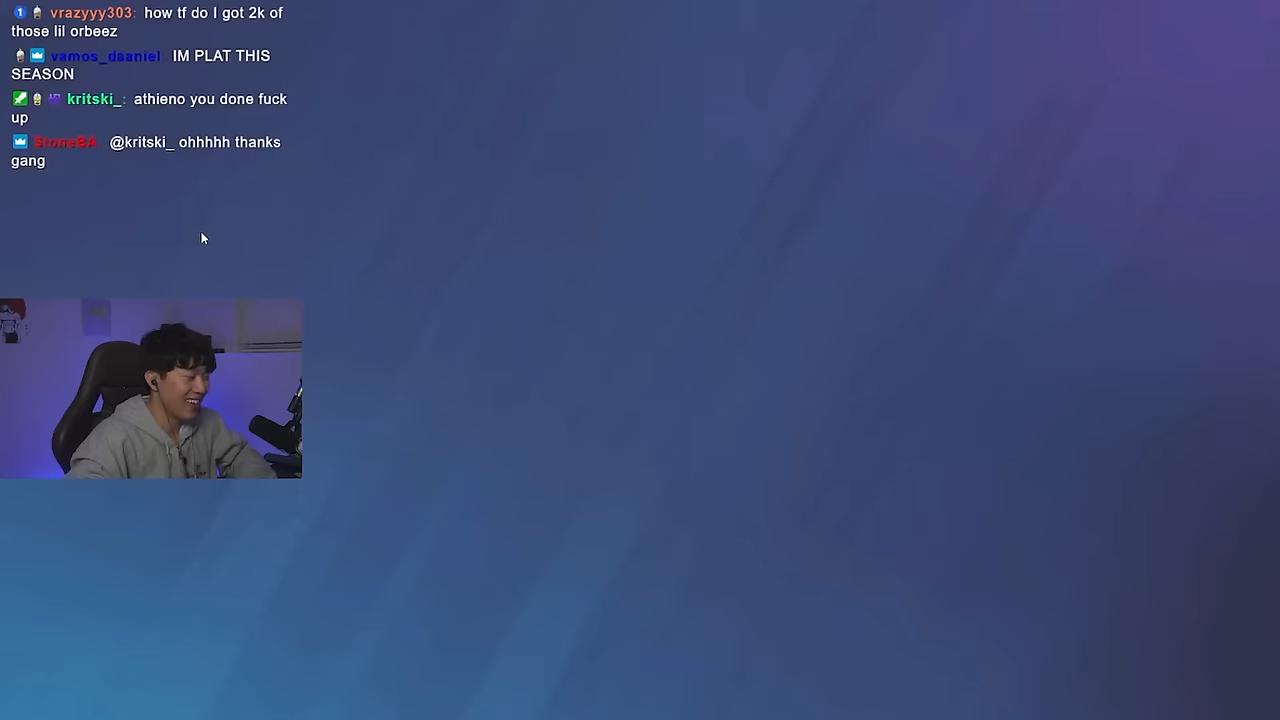 vrazyyy303: how tf do I got 2k of
those lil orbeez
vamos_daaniel: IM PLAT THIS
SEASON
kritski_: athieno you done fuck
up
StoneBA: @kritski_ ohhhhh thanks
gang